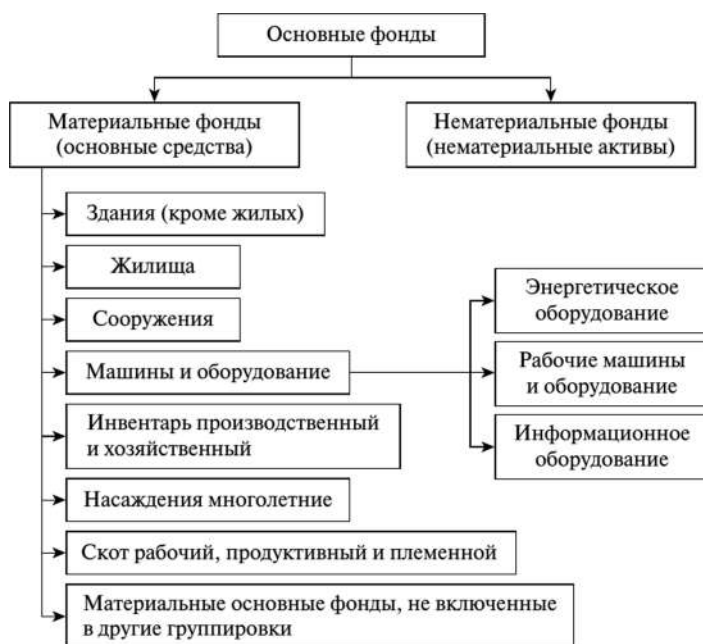 Основные фонды
Материальные фонды
(основные средства)
Нематериальные фонды
(нематериальные активы)
Здания (кроме жилых)
Жилища
Сооружения
Машины и оборудование
Энергетическое
оборудование
Рабочие машины
и оборудование
Информационное
оборудование
Инвентарь производственный
и хозяйственный
Насаждения многолетние
Скот рабочий, продуктивный и племенной
Материальные основные фонды, не включенные
в другие группировки